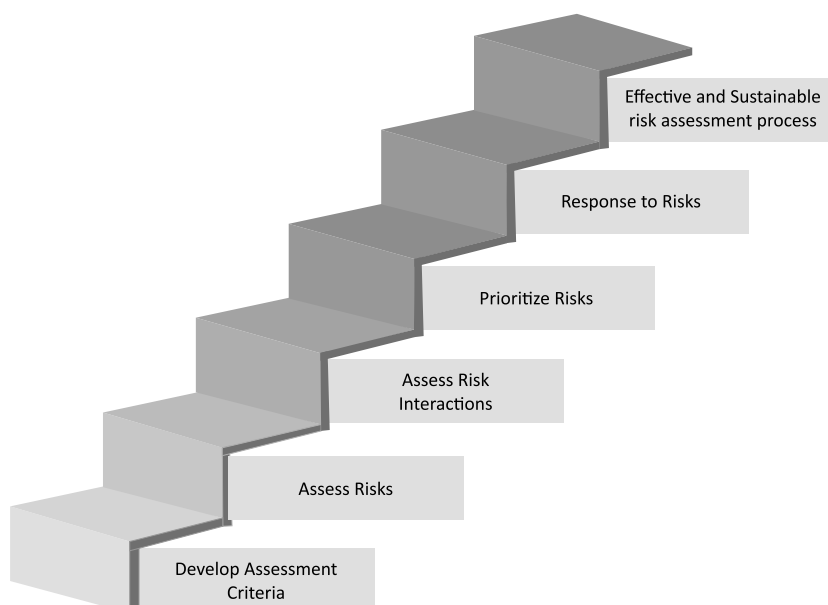 Effective and Sustainable
risk assessment process
Response to Risks
Prioritize Risks
Assess Risk
Interactions
Assess Risks
Develop Assessment
Criteria